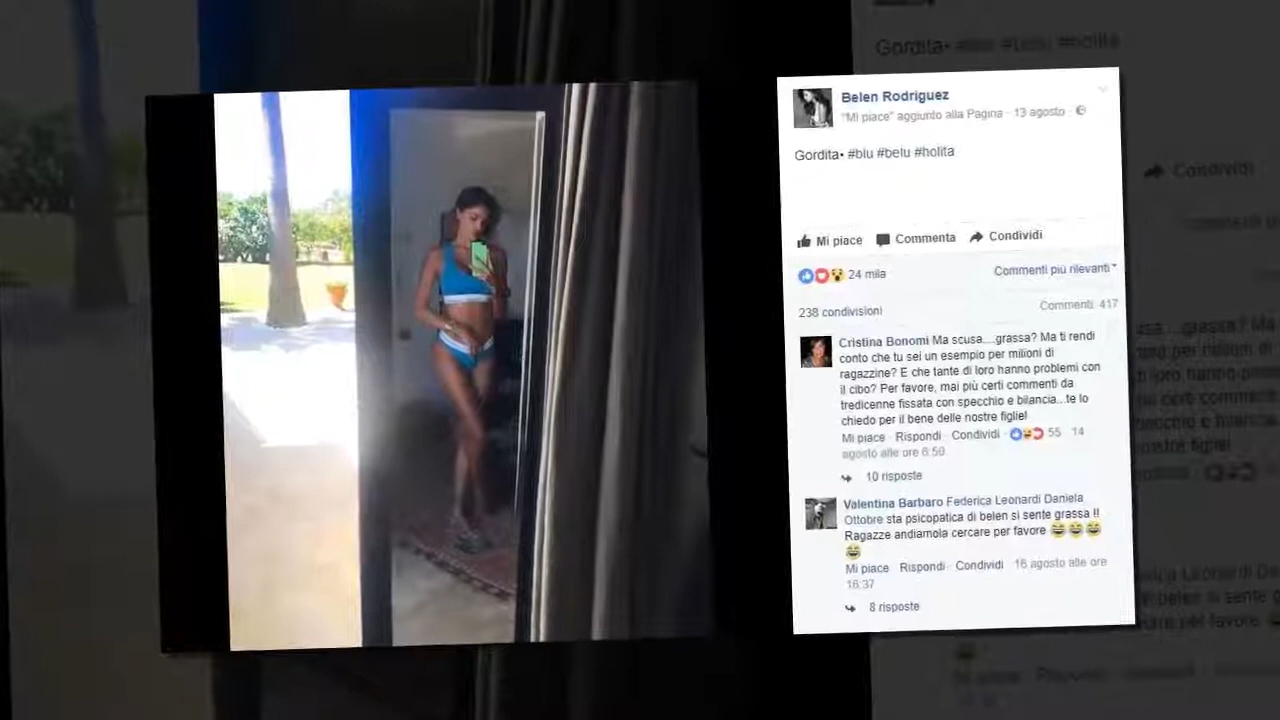 Gordita• #blu #belu #holita
Belen Rodriguez
"Mi piace" aggiunto alla Pagina · 13 agosto ·
Gordita• #blu #belu #holita
Condividi
Mi piace Commenta Condividi
24 mila Commenti più rilevanti
238 condivisioni Commenti: 417
Cristina Bonomi Ma scusa....grassa? Ma ti rendi
conto che tu sei un esempio per milioni di
ragazzine? E che tante di loro hanno problemi con
il cibo? Per favore, mai più certi commenti da
tredicenne fissata con specchio e bilancia...te lo
chiedo per il bene delle nostre figlie!
Mi piace · Rispondi · Condividi · 55 · 14
agosto alle ore 6:50
10 risposte
Valentina Barbaro Federica Leonardi Daniela
Ottobre sta psicopatica di belen si sente grassa !!
Ragazze andiamola cercare per favore 😂😂😂
😂
Mi piace · Rispondi · Condividi · 16 agosto alle ore
16:37
8 risposte